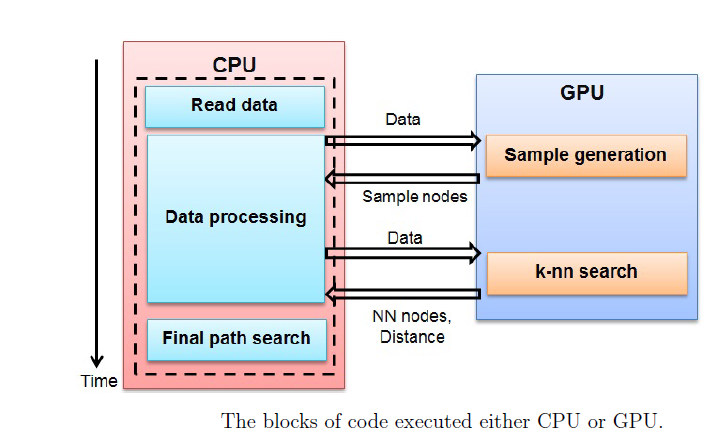 CPU
Read data
Data
GPU
Sample generation
Sample nodes
Data processing
Data
k-nn search
NN nodes,
Distance
Final path search
Time
The blocks of code executed either CPU or GPU.